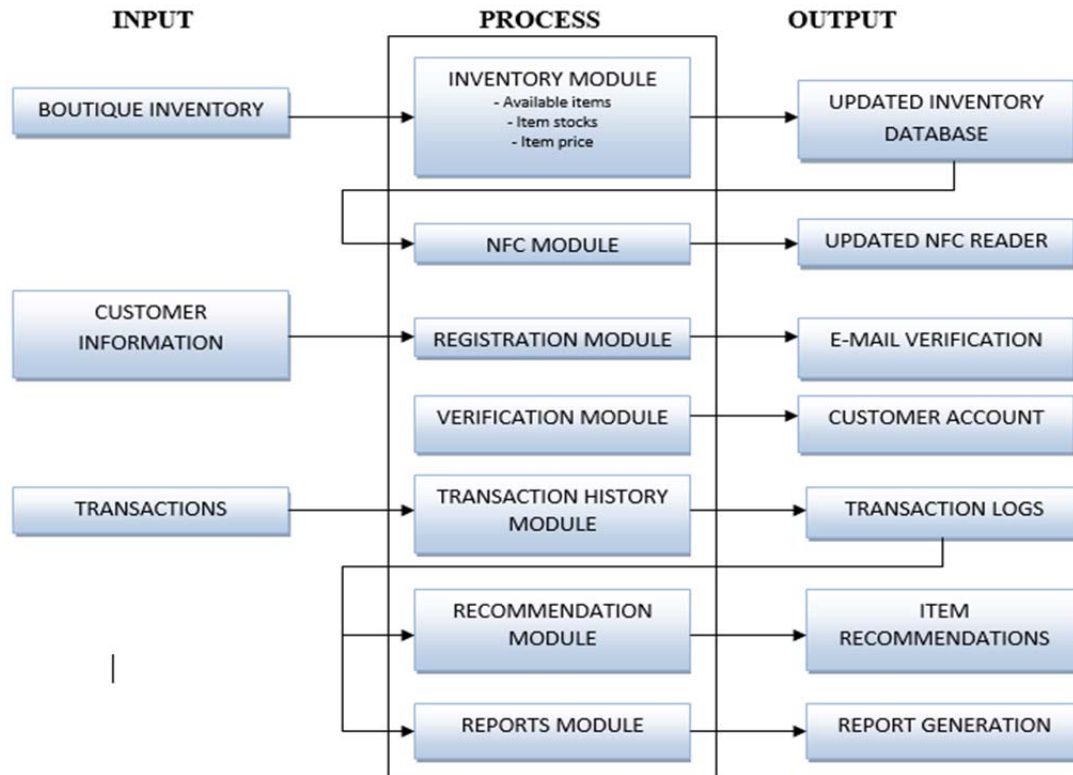 INPUT
PROCESS
OUTPUT
BOUTIQUE INVENTORY
INVENTORY MODULE
- Available items
- Item stocks
- Item price
UPDATED INVENTORY
DATABASE
NFC MODULE
UPDATED NFC READER
CUSTOMER
INFORMATION
REGISTRATION MODULE
E-MAIL VERIFICATION
VERIFICATION MODULE
CUSTOMER ACCOUNT
TRANSACTIONS
TRANSACTION HISTORY
MODULE
TRANSACTION LOGS
RECOMMENDATION
MODULE
ITEM
RECOMMENDATIONS
REPORTS MODULE
REPORT GENERATION